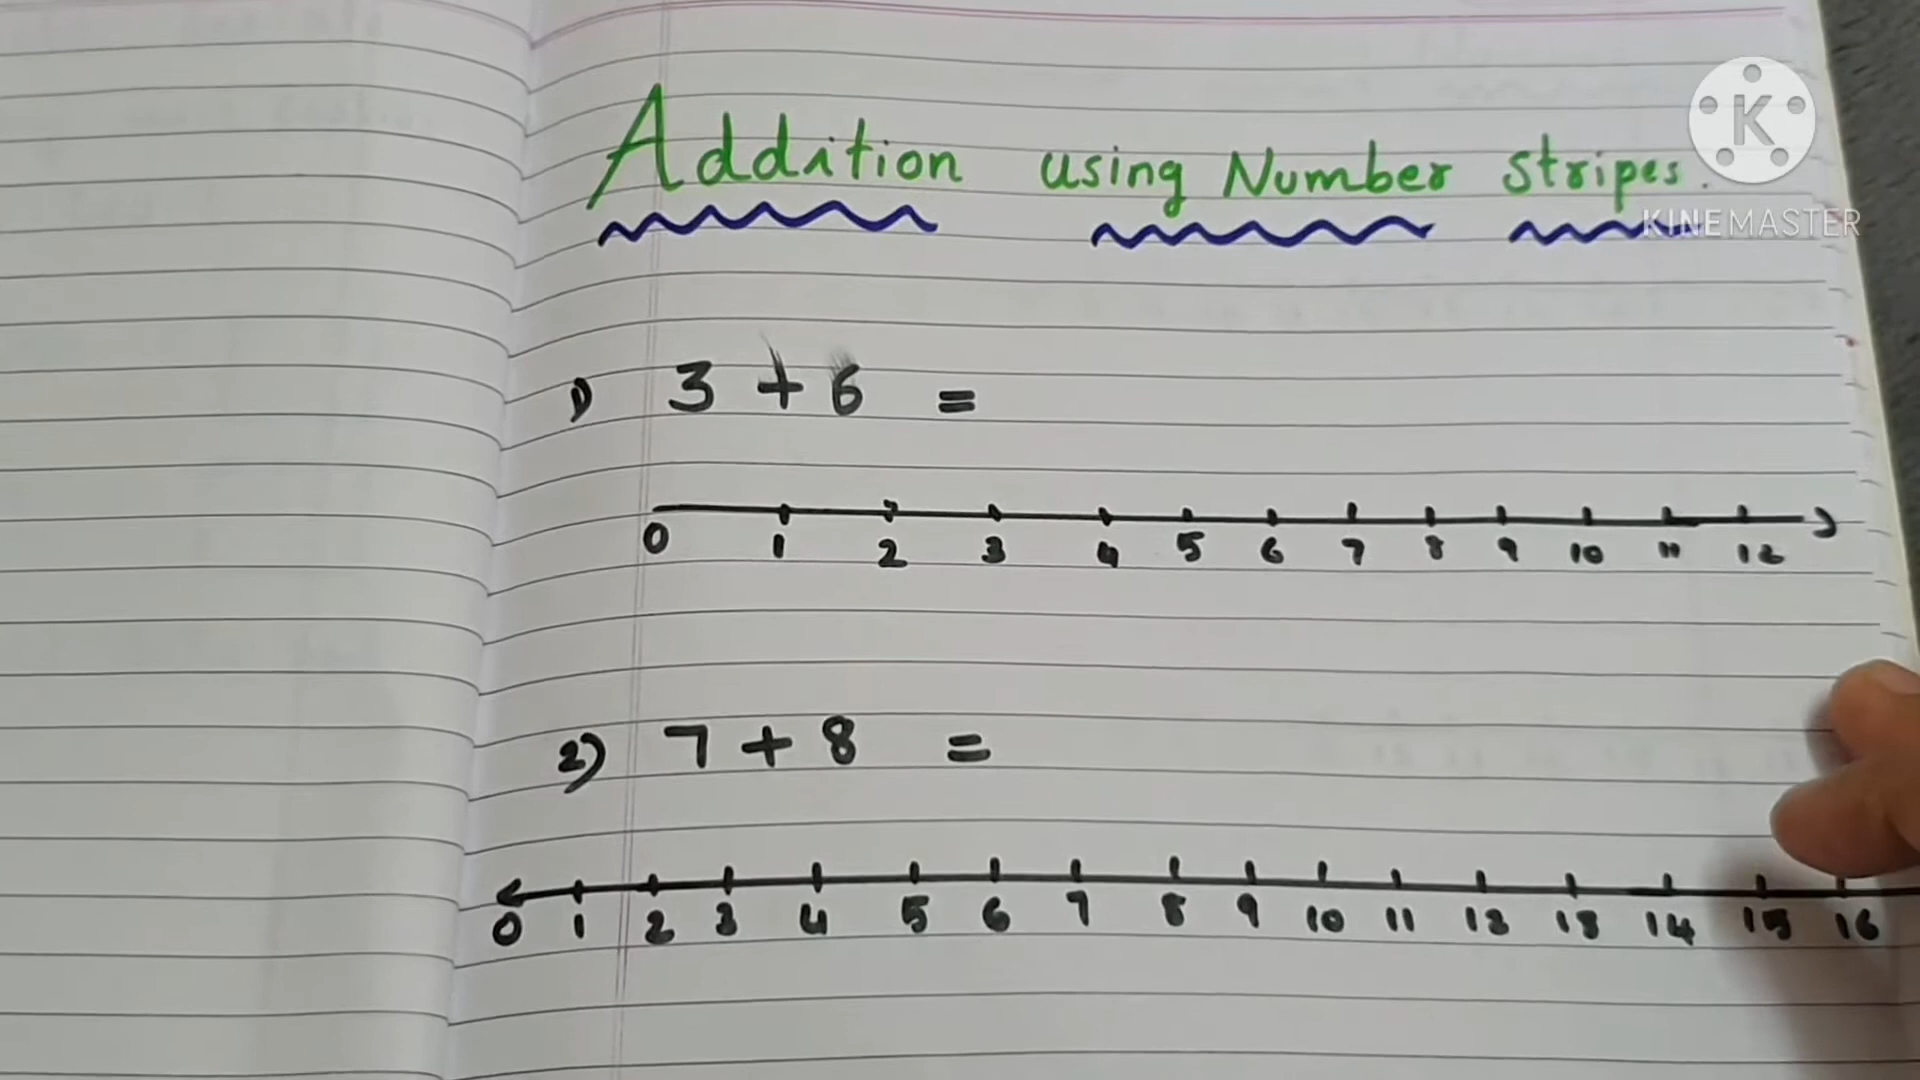 K
KINEMASTER
Addition using Number stripes.
1) 3 + 6 =
0 1 2 3 4 5 6 7 8 9 10 11 12
2) 7 + 8 =
0 1 2 3 4 5 6 7 8 9 10 11 12 13 14 15 16